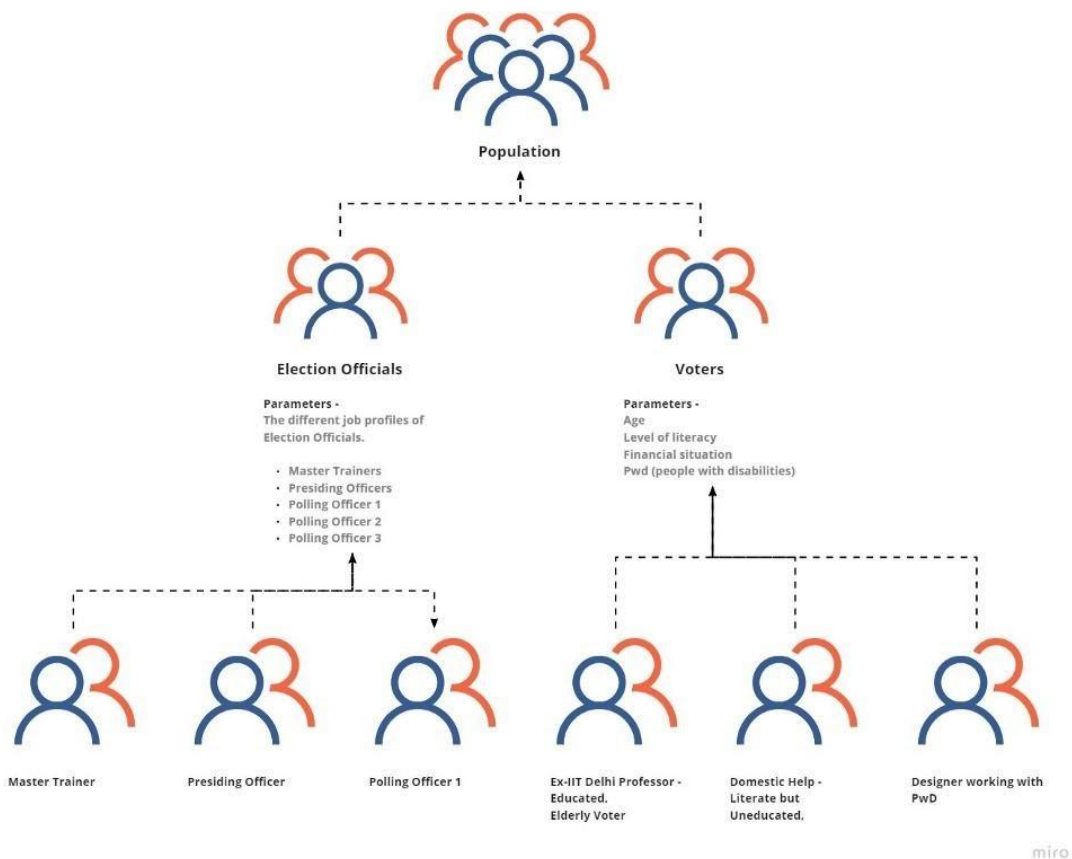 Population
Election Officials
Parameters -
The different job profiles of
Election Officials.
• Master Trainers
• Presiding Officers
• Polling Officer 1
• Polling Officer 2
• Polling Officer 3
Voters
Parameters -
Age
Level of literacy
Financial situation
Pwd (people with disabilities)
Master Trainer
Presiding Officer
Polling Officer 1
Ex-IIT Delhi Professor -
Educated,
Elderly Voter
Domestic Help -
Literate but
Uneducated,
Designer working with
PwD
miro